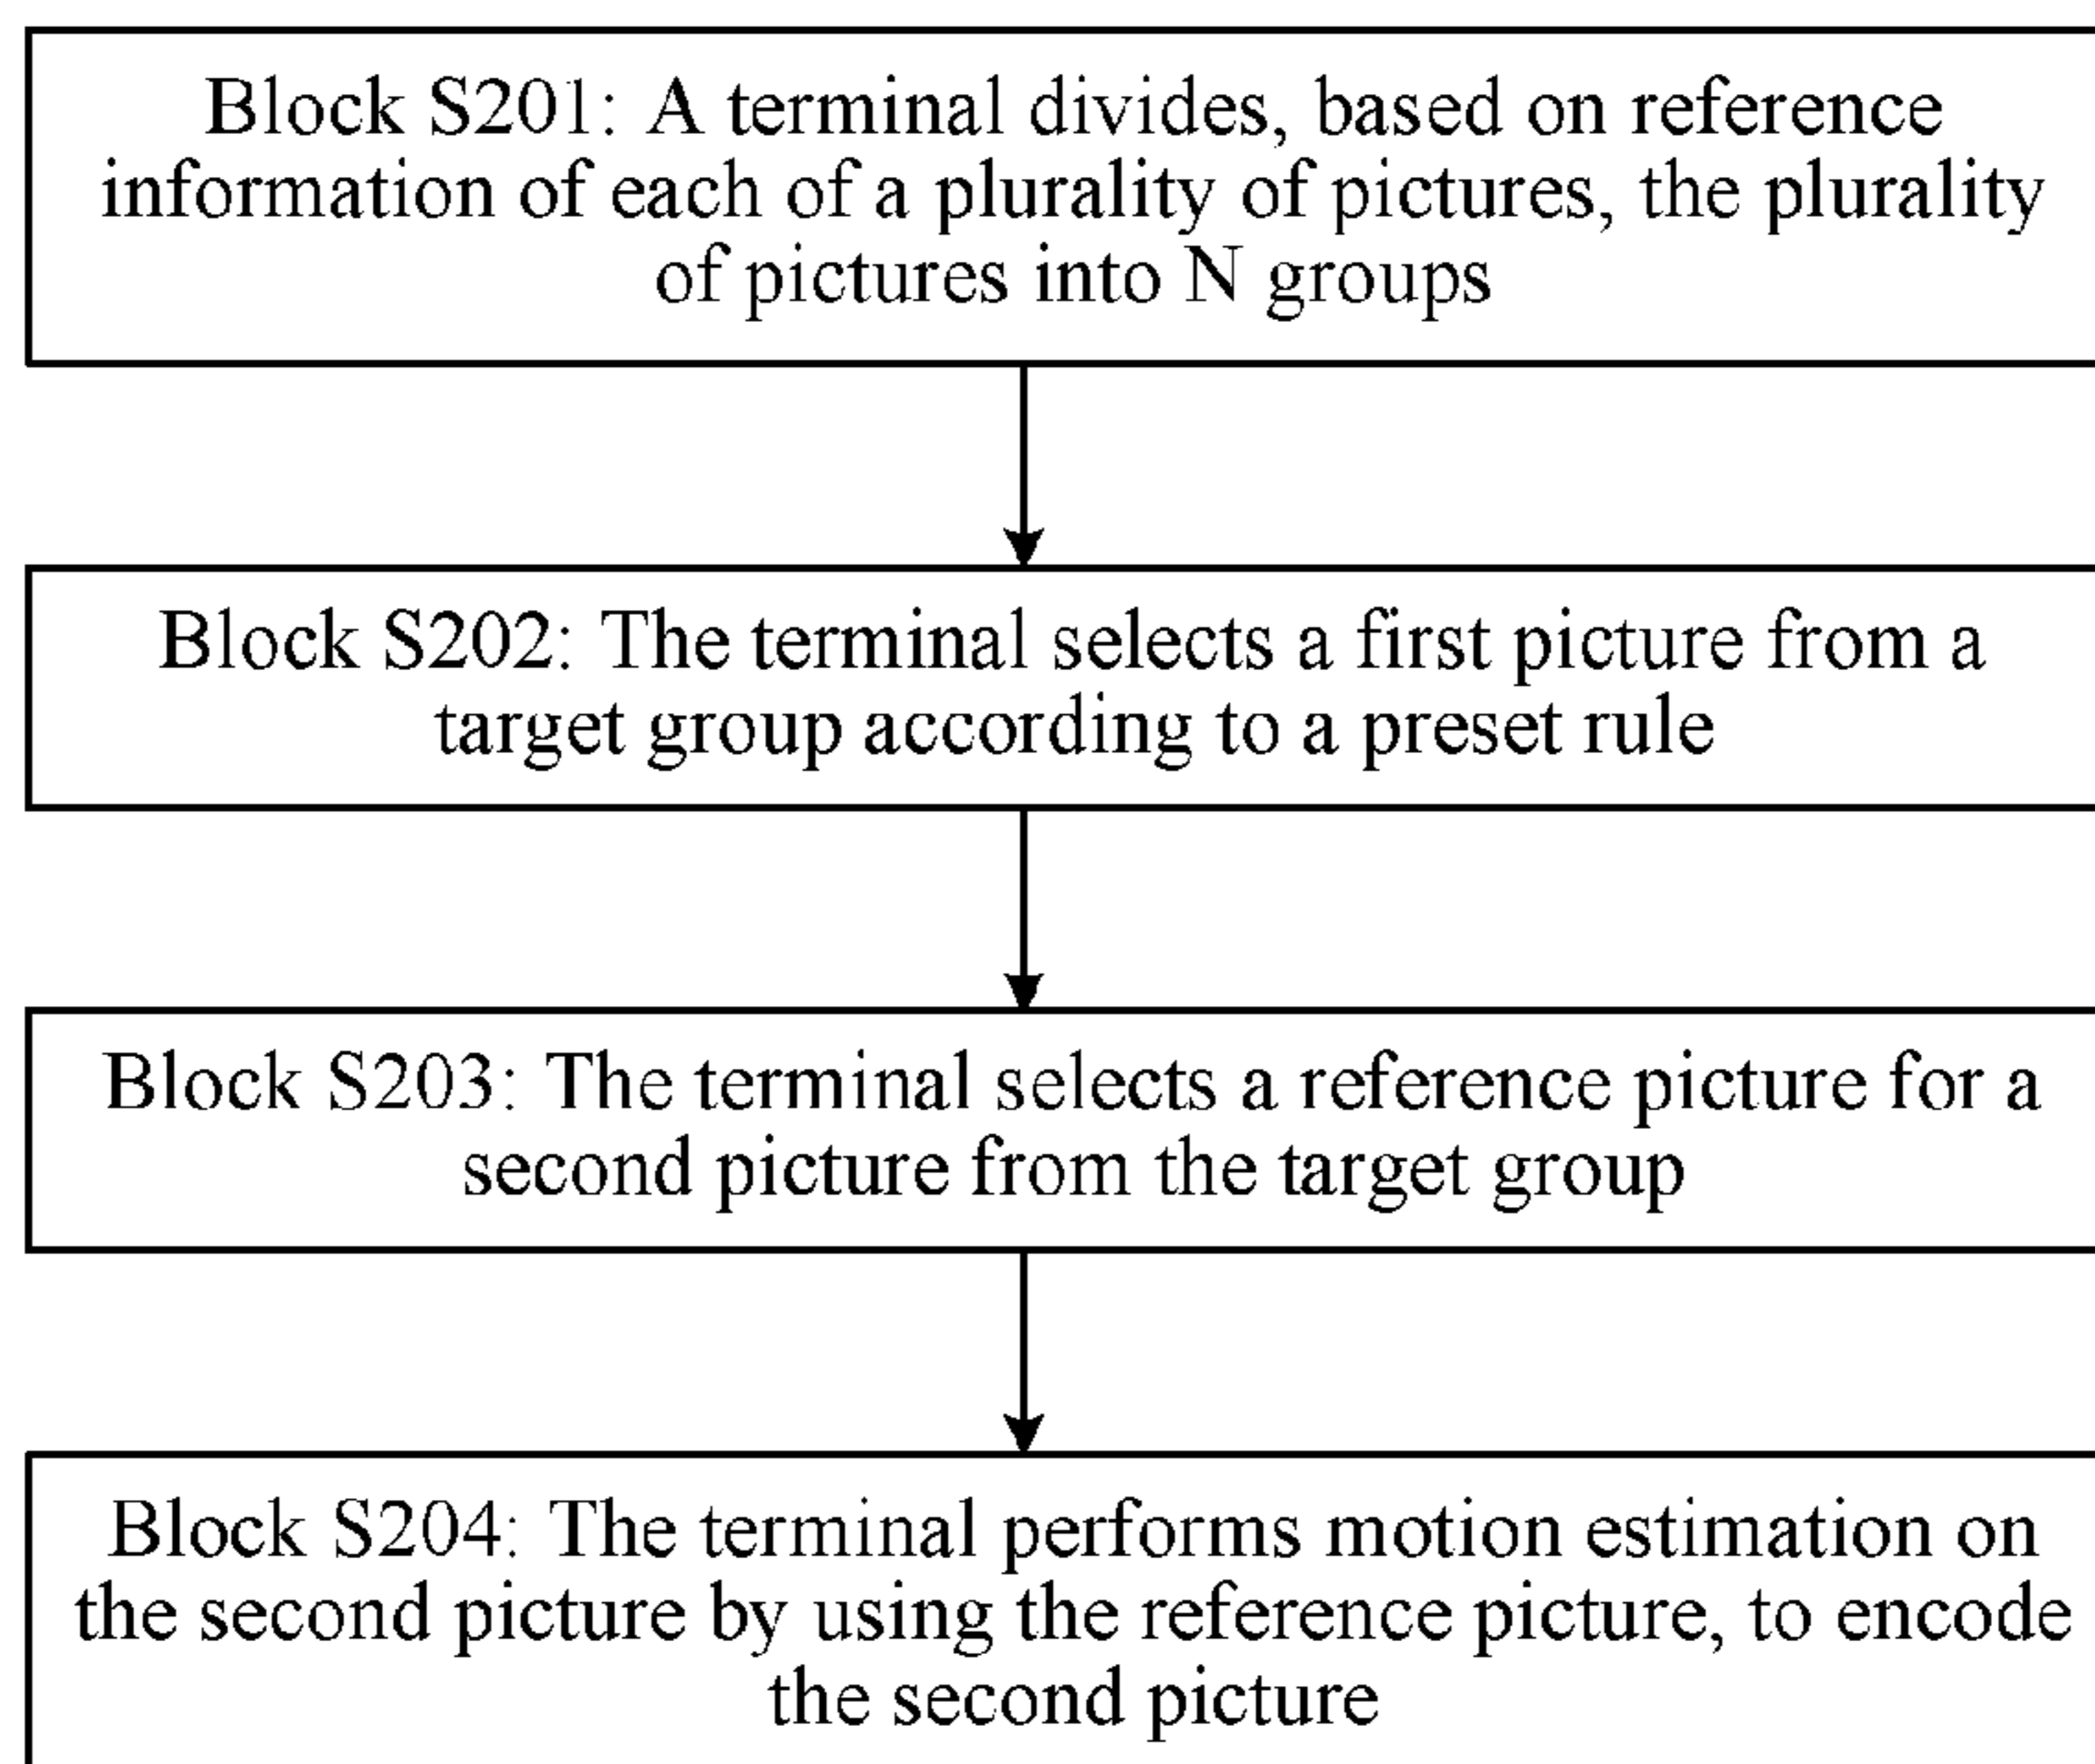 Block S201: A terminal divides, based on reference
information of each of a plurality of pictures, the plurality
of pictures into N groups
Block S202: The terminal selects a first picture from a
target group according to a preset rule
Block S203: The terminal selects a reference picture for a
second picture from the target group
Block S204: The terminal performs motion estimation on
the second picture by using the reference picture, to encode
the second picture